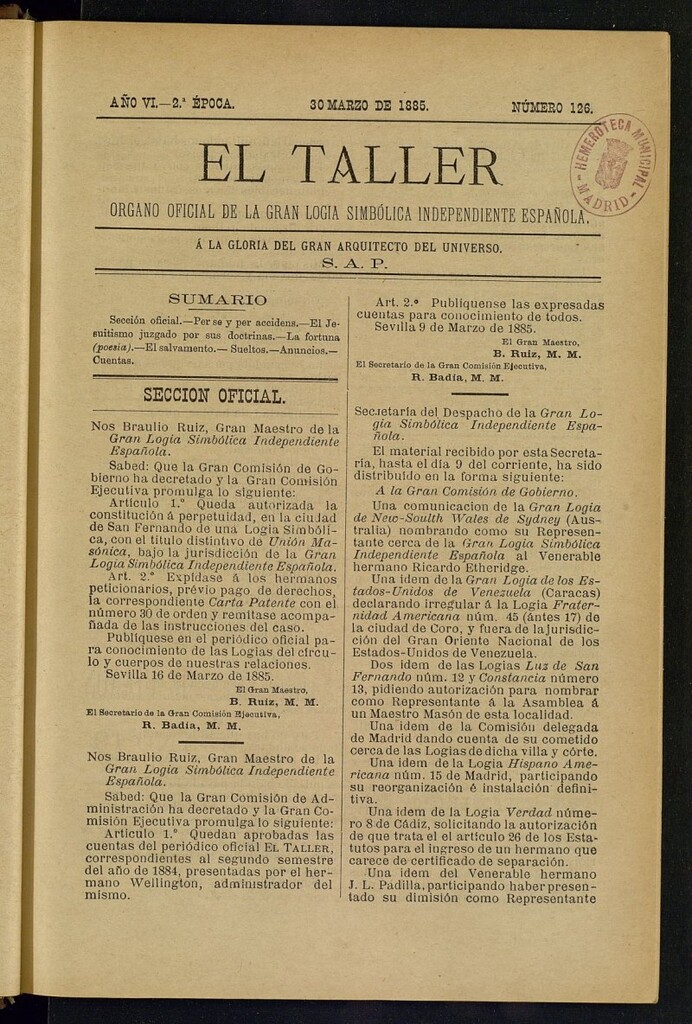 AÑO VI.—2.ª ÉPOCA. 30 MARZO DE 1885. NÚMERO 126.
HEMEROTECA MUNICIPAL - MADRID -
EL TALLER
ORGANO OFICIAL DE LA GRAN LOGIA SIMBÓLICA INDEPENDIENTE ESPAÑOLA.
Á LA GLORIA DEL GRAN ARQUITECTO DEL UNIVERSO.
S. A. P.
SUMARIO
Sección oficial.—Per se y per accidens.—El Je-
suitismo juzgado por sus doctrinas.—La fortuna
(poesia).—El salvamento.—Sueltos.—Anuncios.—
Cuentas.
SECCION OFICIAL.
Nos Braulio Ruiz, Gran Maestro de la
Gran Logia Simbólica Independiente
Española.
Sabed: Que la Gran Comisión de Go-
bierno ha decretado y la Gran Comisión
Ejecutiva promulga lo siguiente:
Artículo 1.º Queda autorizada la
constitución á perpetuidad, en la ciudad
de San Fernando de una Logia Simbóli-
ca, con el título distintivo de Unión Ma-
sónica, bajo la jurisdicción de la Gran
Logia Simbólica Independiente Española.
Art. 2.º Expídase á los hermanos
peticionarios, prévio pago de derechos,
la correspondiente Carta Patente con el
número 30 de orden y remítase acompa-
ñada de las instrucciones del caso.
Publíquese en el periódico oficial pa-
ra conocimiento de las Logias del círcu-
lo y cuerpos de nuestras relaciones.
Sevilla 16 de Marzo de 1885.
El Gran Maestro,
B. Ruiz, M. M.
El Secretario de la Gran Comisión Ejecutiva,
R. Badía, M. M.
Nos Braulio Ruiz, Gran Maestro de la
Gran Logia Simbólica Independiente
Española.
Sabed: Que la Gran Comisión de Ad-
ministración ha decretado y la Gran Co-
misión Ejecutiva promulga lo siguiente:
Artículo 1.º Quedan aprobadas las
cuentas del periódico oficial EL TALLER,
correspondientes al segundo semestre
del año de 1884, presentadas por el her-
mano Wellington, administrador del
mismo.
Art. 2.º Publíquense las expresadas
cuentas para conocimiento de todos.
Sevilla 9 de Marzo de 1885.
El Gran Maestro,
B. Ruiz, M. M.
El Secretario de la Gran Comisión Ejecutiva,
R. Badía, M. M.
Secretaría del Despacho de la Gran Lo-
gia Simbólica Independiente Espa-
ñola.
El material recibido por esta Secreta-
ría, hasta el día 9 del corriente, ha sido
distribuido en la forma siguiente:
A la Gran Comisión de Gobierno.
Una comunicacion de la Gran Logia
de New-Soulth Wales de Sydney (Aus-
tralia) nombrando como su Represen-
tante cerca de la Gran Logia Simbólica
Independiente Española al Venerable
hermano Ricardo Etheridge.
Una idem de la Gran Logia de los Es-
tados-Unidos de Venezuela (Caracas)
declarando irregular á la Logia Frater-
nidad Americana núm. 45 (ántes 17) de
la ciudad de Coro, y fuera de la jurisdic-
ción del Gran Oriente Nacional de los
Estados-Unidos de Venezuela.
Dos idem de las Logias Luz de San
Fernando núm. 12 y Constancia número
13, pidiendo autorización para nombrar
como Representante á la Asamblea á
un Maestro Masón de esta localidad.
Una idem de la Comisión delegada
de Madrid dando cuenta de su cometido
cerca de las Logias de dicha villa y córte.
Una idem de la Logia Hispano Ame-
ricana núm. 15 de Madrid, participando
su reorganización é instalación defini-
tiva.
Una idem de la Logia Verdad núme-
ro 8 de Cádiz, solicitando la autorización
de que trata el el artículo 26 de los Esta-
tutos para el ingreso de un hermano que
carece de certificado de separación.
Una idem del Venerable hermano
J. L. Padilla, participando haber presen-
tado su dimisión como Representante